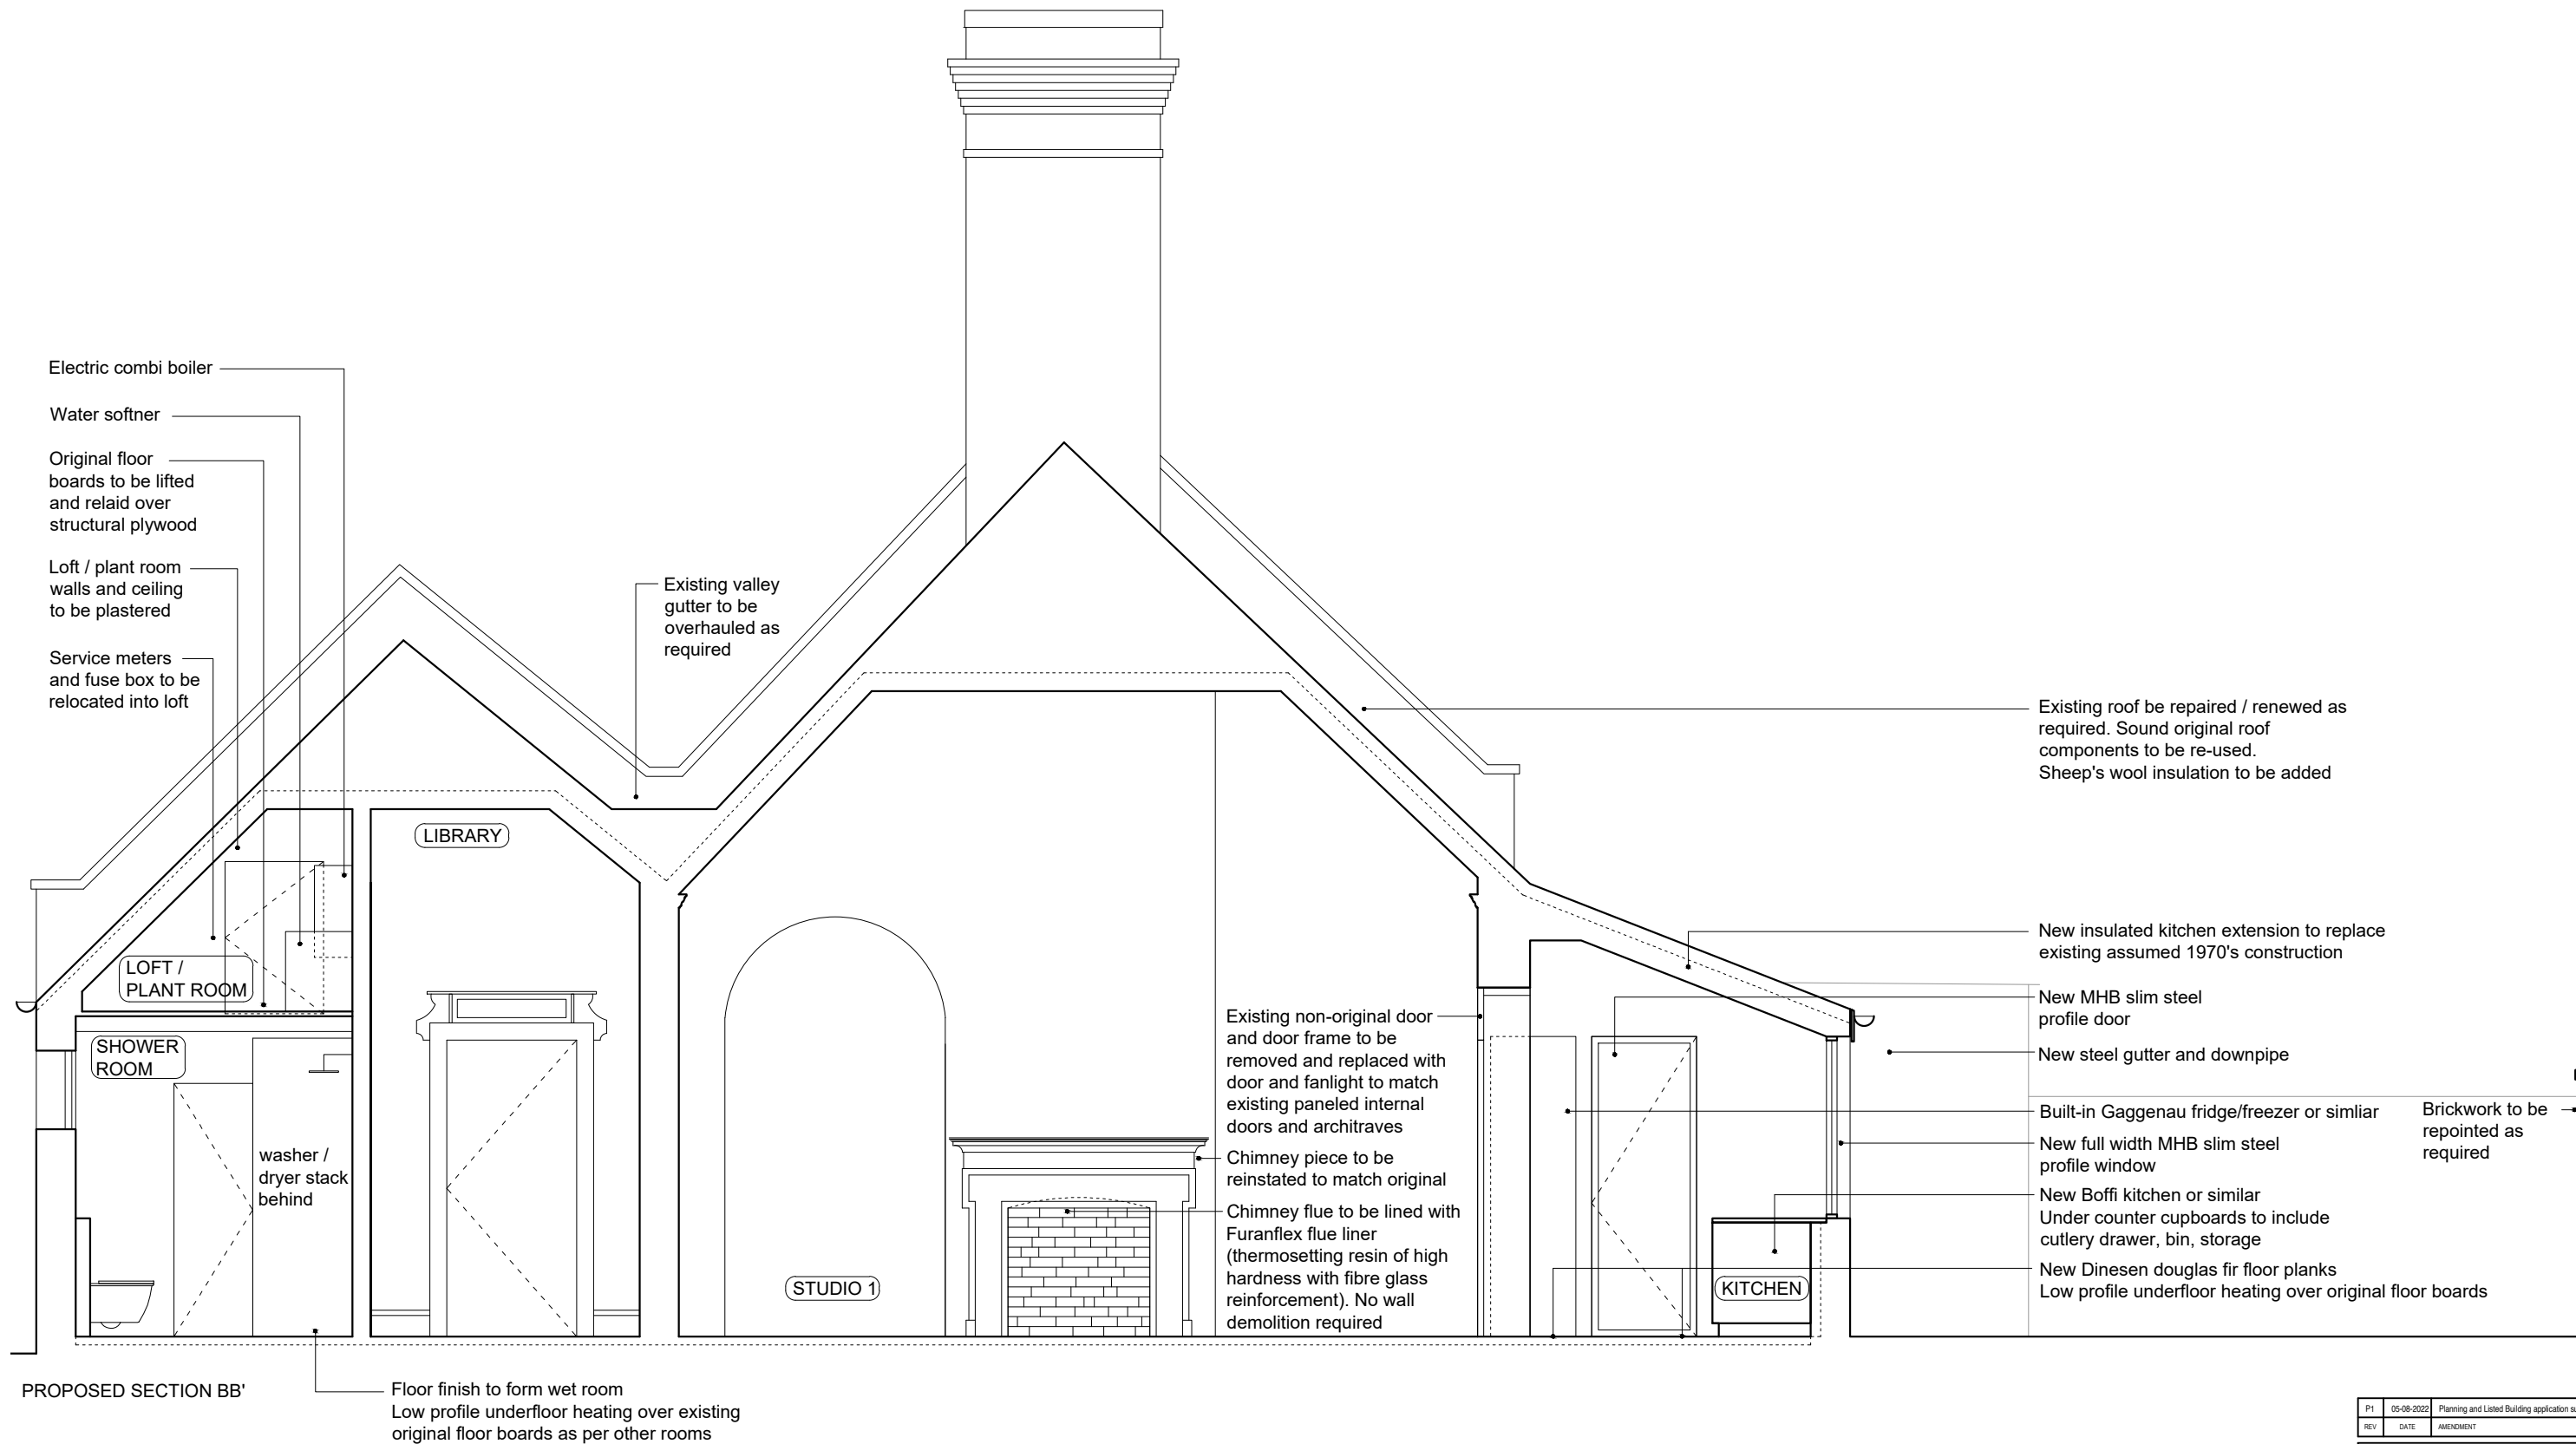 Electric combi boiler
Water softner
Original floor
boards to be lifted
and relaid over
structural plywood
Loft / plant room
walls and ceiling
to be plastered
Service meters
and fuse box to be
relocated into loft
Existing valley
gutter to be
overhauled as
required
LIBRARY
LOFT /
PLANT ROOM
SHOWER
ROOM
washer /
dryer stack
behind
STUDIO 1
Existing non-original door
and door frame to be
removed and replaced with
door and fanlight to match
existing paneled internal
doors and architraves
Chimney piece to be
reinstated to match original
Chimney flue to be lined with
Furanflex flue liner
(thermosetting resin of high
hardness with fibre glass
reinforcement). No wall
demolition required
KITCHEN
Existing roof be repaired / renewed as
required. Sound original roof
components to be re-used.
Sheep's wool insulation to be added
New insulated kitchen extension to replace
existing assumed 1970's construction
New MHB slim steel
profile door
New steel gutter and downpipe
Built-in Gaggenau fridge/freezer or simliar
New full width MHB slim steel
profile window
New Boffi kitchen or similar
Under counter cupboards to include
cutlery drawer, bin, storage
New Dinesen douglas fir floor planks
Low profile underfloor heating over original floor boards
Brickwork to be
repointed as
required
PROPOSED SECTION BB'
Floor finish to form wet room
Low profile underfloor heating over existing
original floor boards as per other rooms
P1 05-08-2022 Planning and Listed Building application
REV DATE AMENDMENT